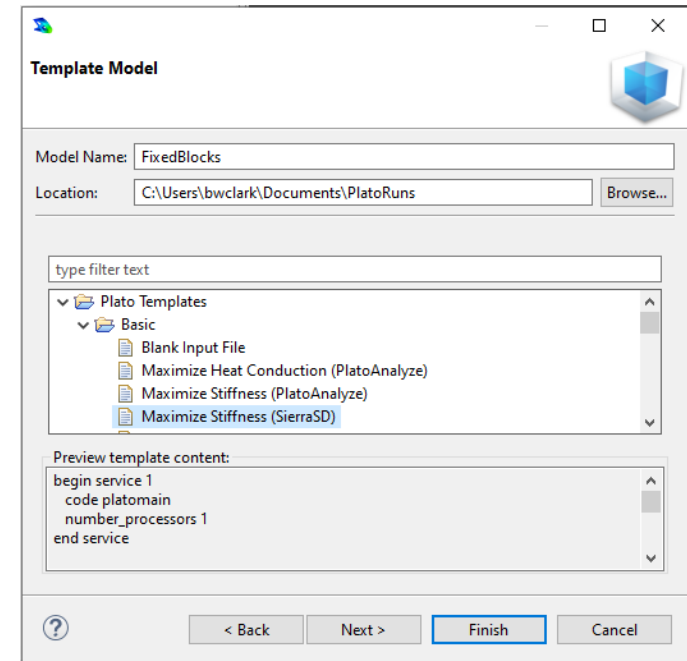 Template Model
Model Name: FixedBlocks
Location: C:\Users\bwclark\Documents\PlatoRuns Browse...
type filter text
Plato Templates
Basic
Blank Input File
Maximize Heat Conduction (PlatoAnalyze)
Maximize Stiffness (PlatoAnalyze)
Maximize Stiffness (SierraSD)
Preview template content:
begin service 1
code platomain
number_processors 1
end service
? < Back Next > Finish Cancel